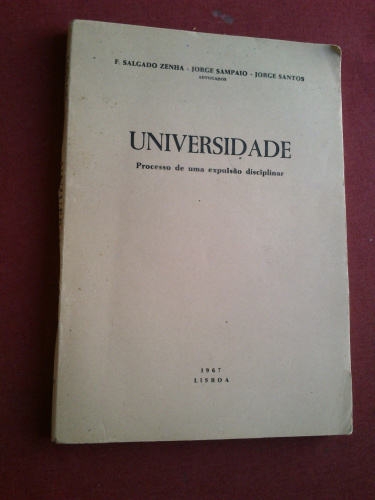 F. SALGADO ZENHA - JORGE SAMPAIO - JORGE SANTOS
ADVOGADOS
UNIVERSIDADE
Processo de uma expulsão disciplinar
1967
LISBOA